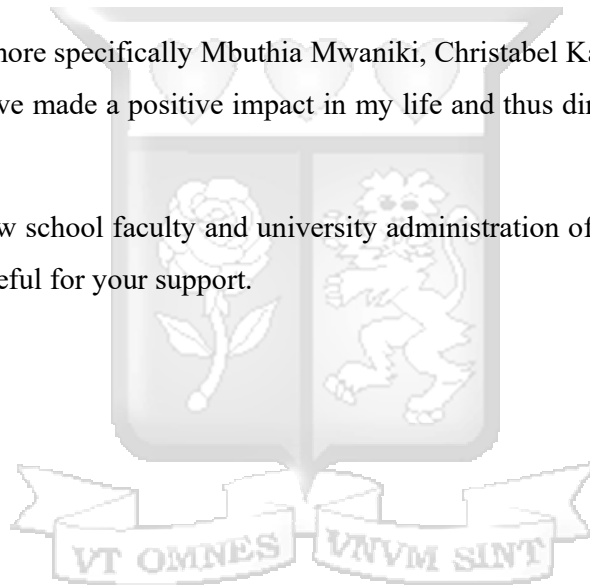 more specifically Mbuthia Mwaniki, Christabel Ka
ve made a positive impact in my life and thus dir
w school faculty and university administration of
eful for your support.
VT OMNES VNVM SINT